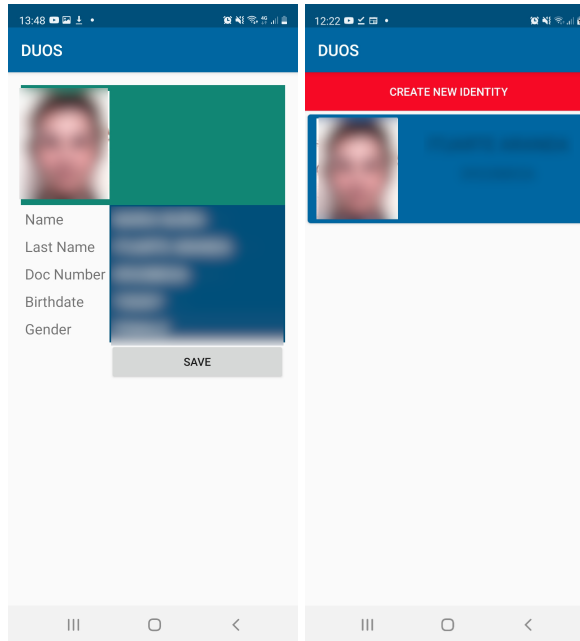 13:48
DUOS
Name
Last Name
Doc Number
Birthdate
Gender
SAVE
12:22
DUOS
CREATE NEW IDENTITY